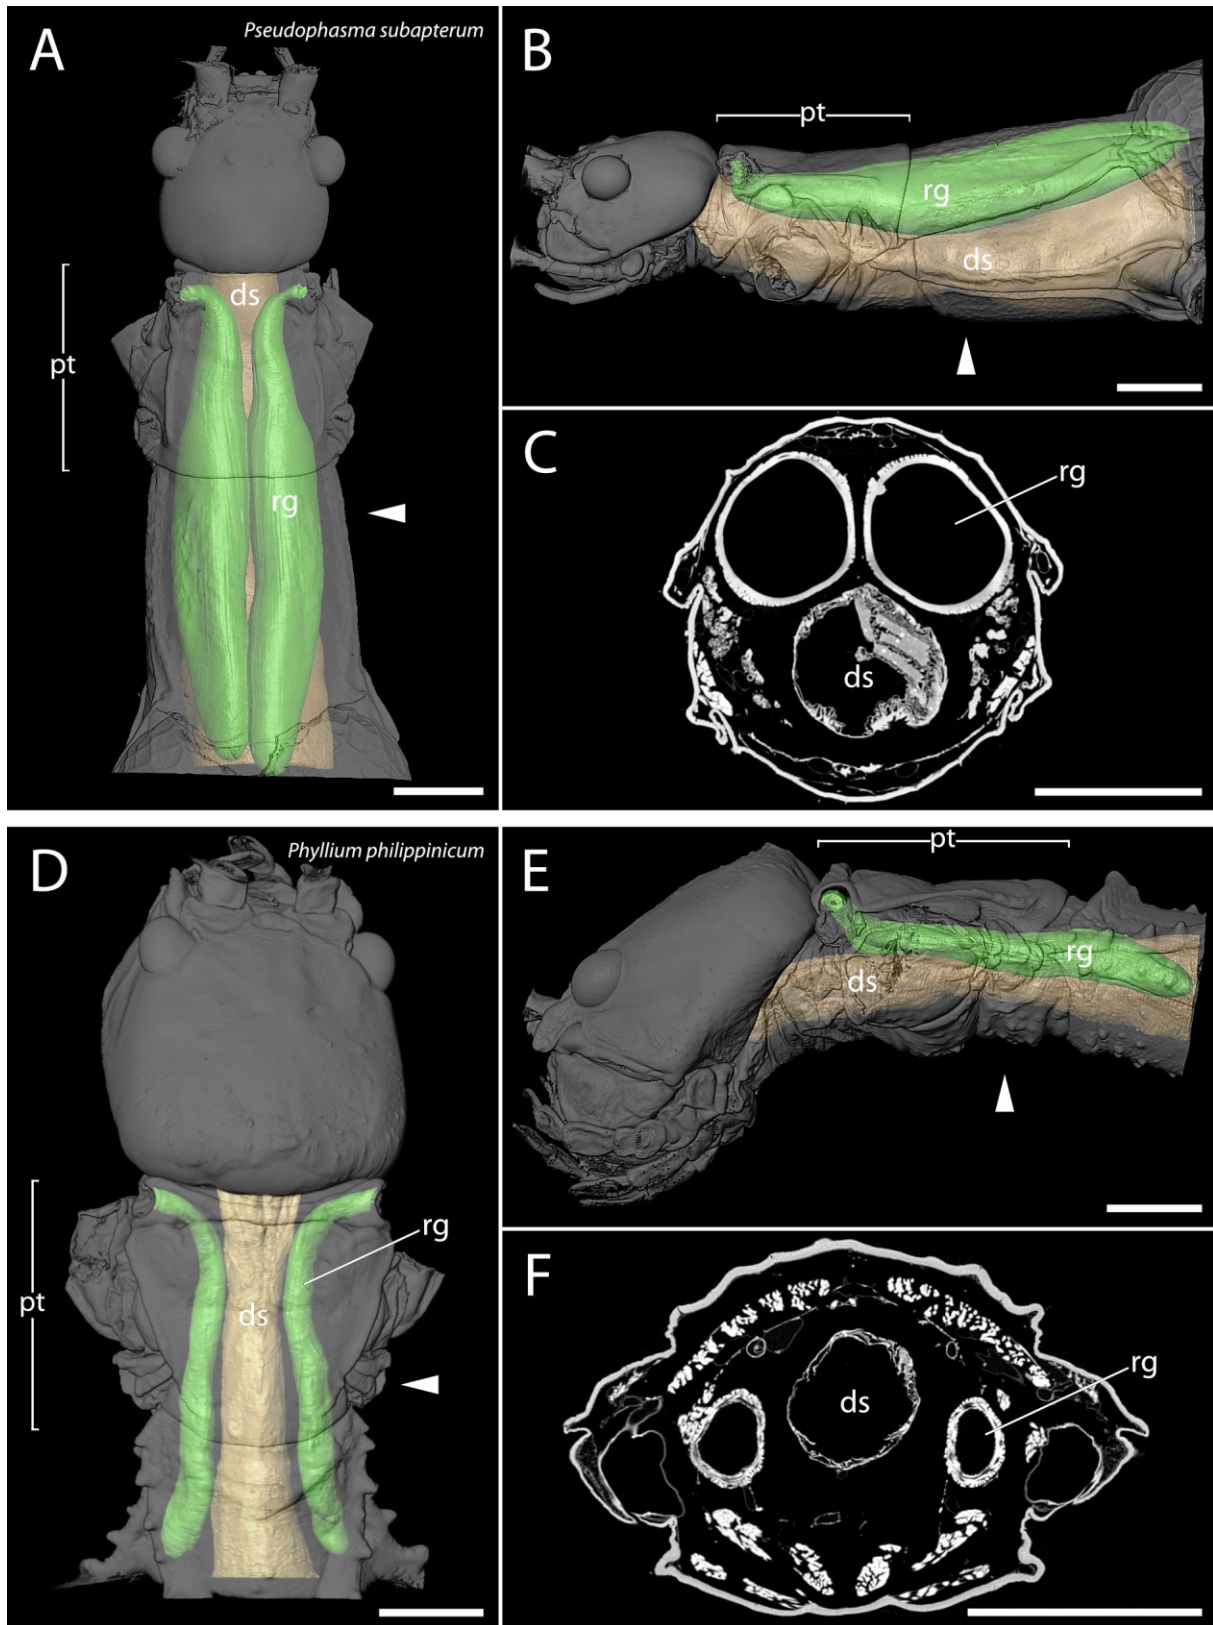 A
Pseudophasma subapterum
ds
pt
rg
B
pt
rg
ds
C
rg
ds
D
Phyllium philippinicum
rg
ds
pt
E
pt
rg
ds
F
rg
ds